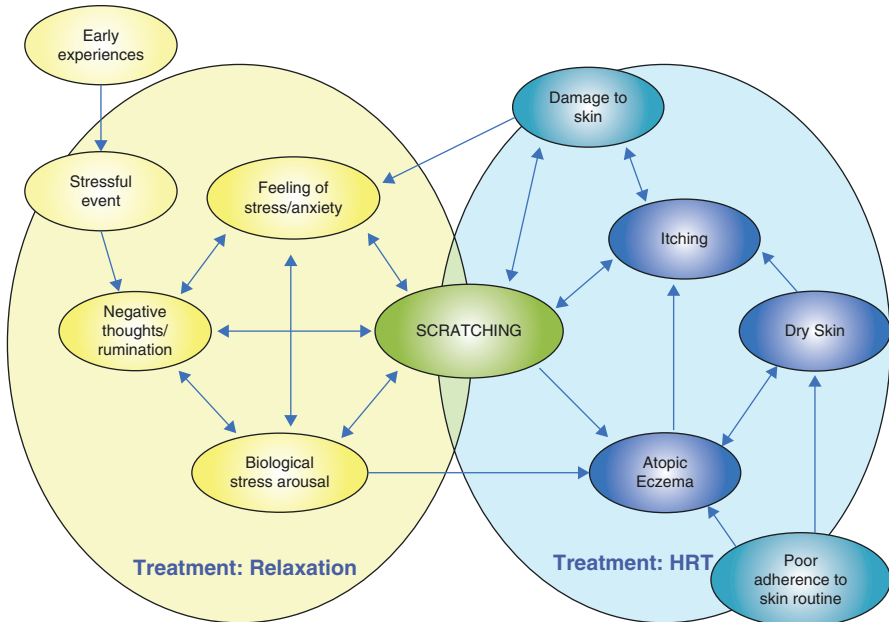 Early
experiences
Stressful
event
Feeling of
stress/anxiety
Negative
thoughts/
rumination
Biological
stress arousal
SCRATCHING
Damage to
skin
Itching
Dry Skin
Atopic
Eczema
Poor
adherence to
skin routine
Treatment: Relaxation
Treatment: HRT